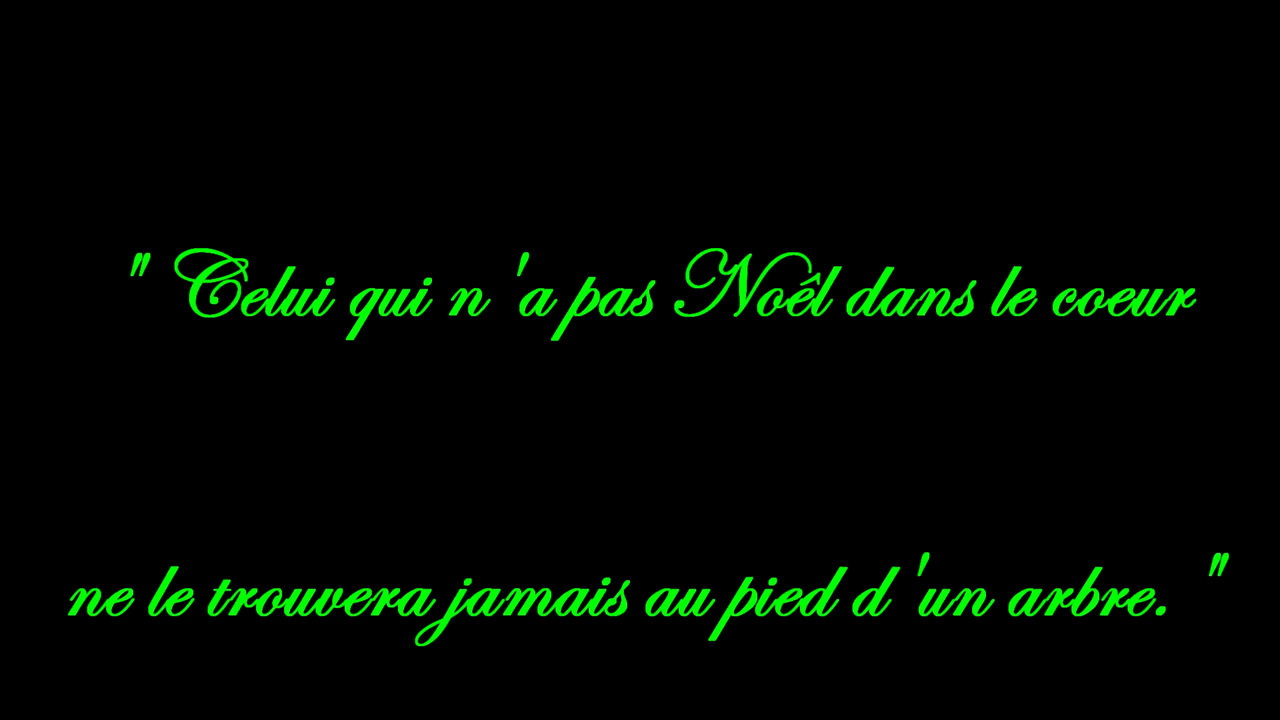 " Celui qui n 'a pas Noêl dans le coeur
ne le trouvera jamais au pied d 'un arbre. "